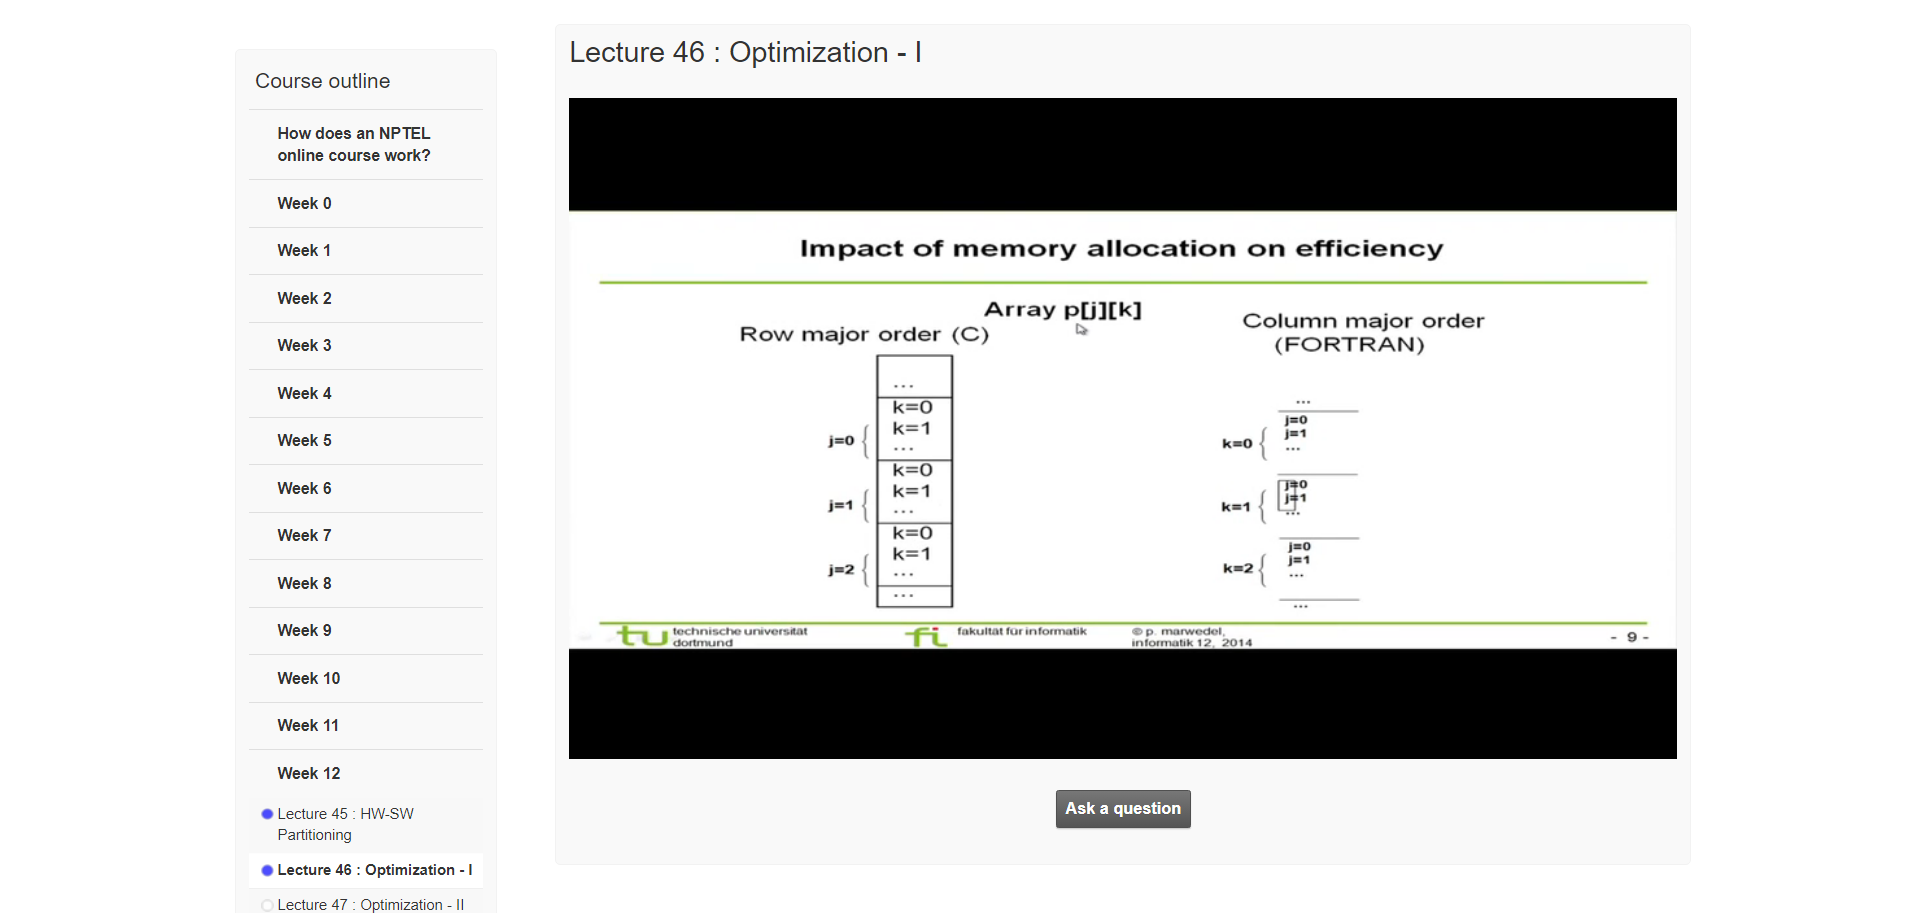 Course outline
How does an NPTEL
online course work?
Week 0
Week 1
Week 2
Week 3
Week 4
Week 5
Week 6
Week 7
Week 8
Week 9
Week 10
Week 11
Week 12
Lecture 45 : HW-SW
Partitioning
Lecture 46 : Optimization - I
Lecture 47 : Optimization - II
Lecture 46 : Optimization - I
Impact of memory allocation on efficiency
Array p[j][k]
Row major order (C)
...
j=0 {
k=0
k=1
...
j=1 {
k=0
k=1
...
j=2 {
k=0
k=1
...
...
Column major order
(FORTRAN)
...
k=0 {
j=0
j=1
...
k=1 {
j=0
j=1
...
k=2 {
j=0
j=1
...
...
tu technische universität
dortmund
fi fakultät für informatik
© p. marwedel,
informatik 12, 2014
- 9 -
Ask a question